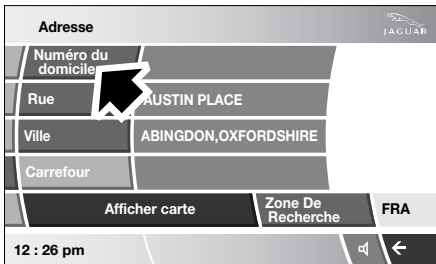 Adresse
JAGUAR
Numéro du
domicile
Rue
AUSTIN PLACE
Ville
ABINGDON,OXFORDSHIRE
Carrefour
Afficher carte
Zone De
Recherche
FRA
12 : 26 pm